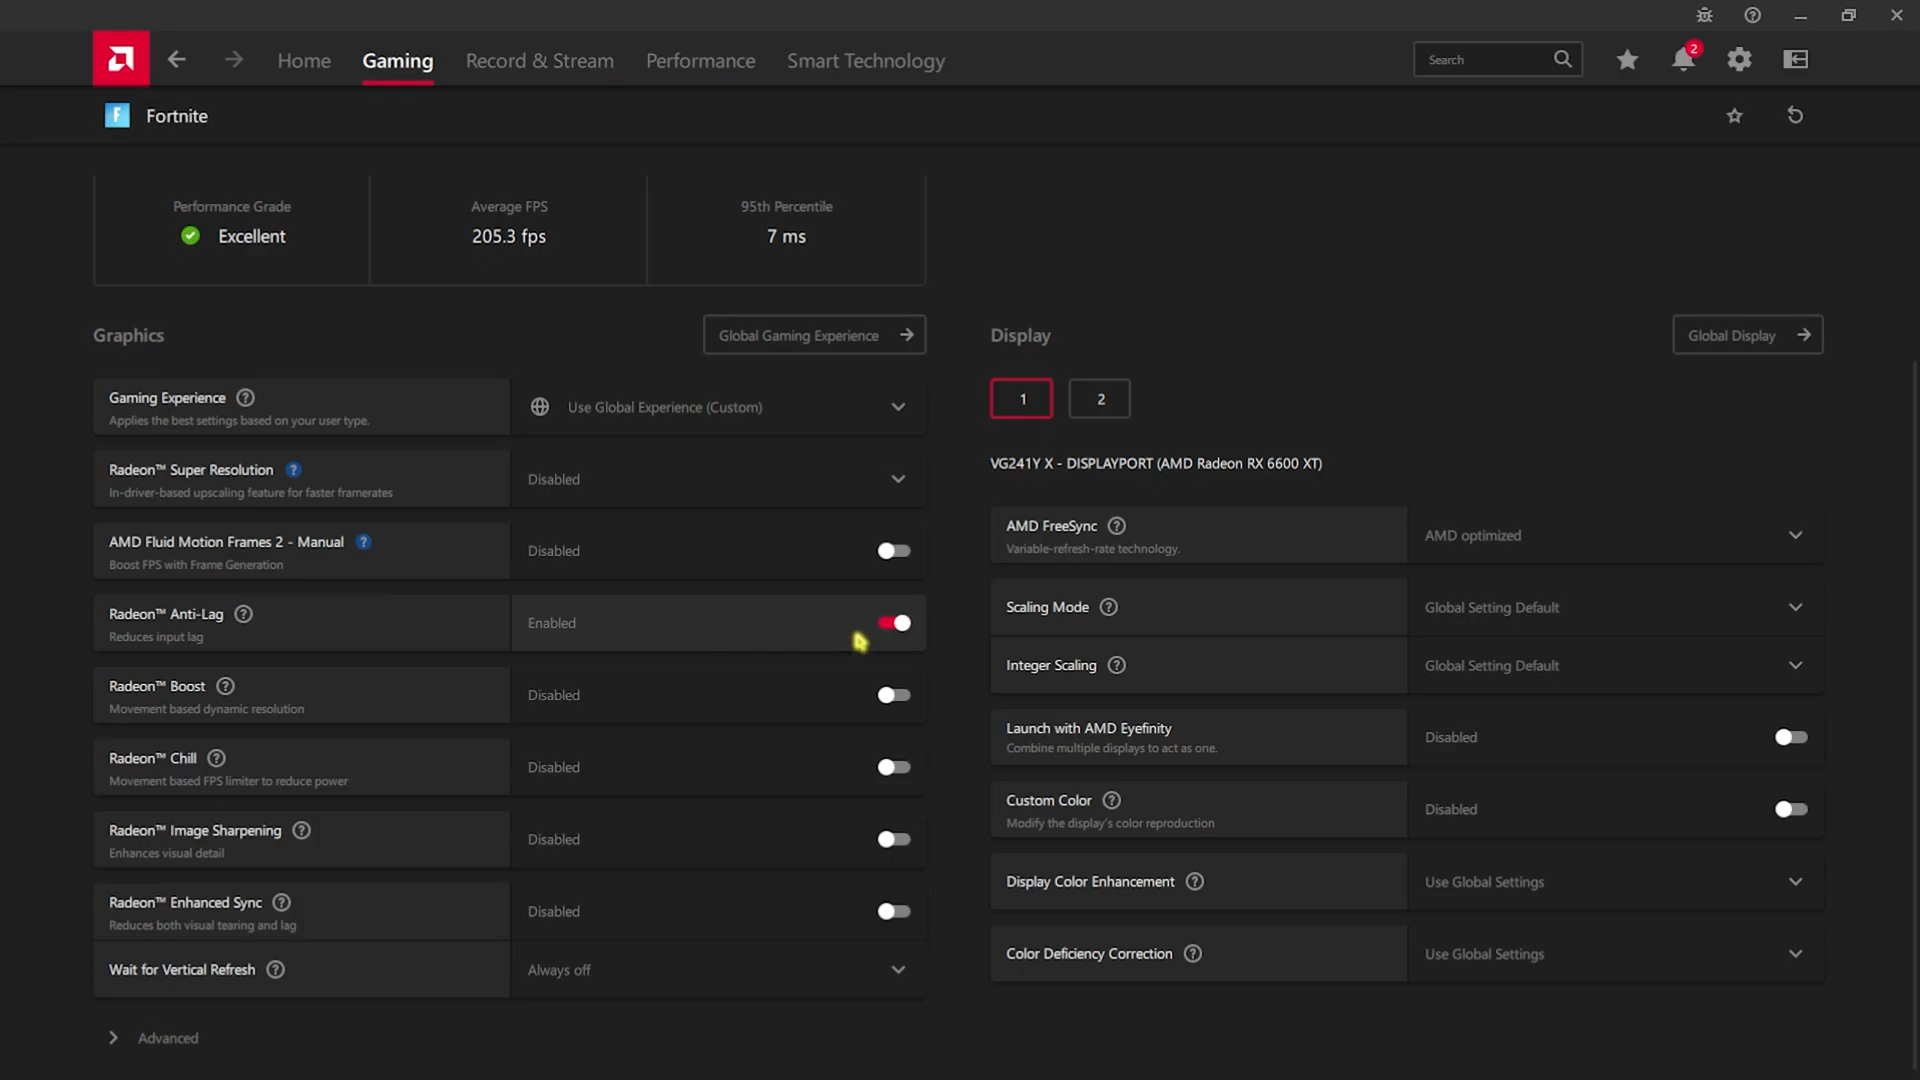 Home Gaming Record & Stream Performance Smart Technology Search 2
F Fortnite
Performance Grade Average FPS 95th Percentile
Excellent 205.3 fps 7 ms
Graphics Global Gaming Experience
Gaming Experience ?
Applies the best settings based on your user type.
Use Global Experience (Custom)
Radeon™ Super Resolution ?
In-driver-based upscaling feature for faster framerates
Disabled
AMD Fluid Motion Frames 2 - Manual ?
Boost FPS with Frame Generation
Disabled
Radeon™ Anti-Lag ?
Reduces input lag
Enabled
Radeon™ Boost ?
Movement based dynamic resolution
Disabled
Radeon™ Chill ?
Movement based FPS limiter to reduce power
Disabled
Radeon™ Image Sharpening ?
Enhances visual detail
Disabled
Radeon™ Enhanced Sync ?
Reduces both visual tearing and lag
Disabled
Wait for Vertical Refresh ?
Always off
Advanced
Display Global Display
1 2
VG241Y X - DISPLAYPORT (AMD Radeon RX 6600 XT)
AMD FreeSync ?
Variable-refresh-rate technology.
AMD optimized
Scaling Mode ?
Global Setting Default
Integer Scaling ?
Global Setting Default
Launch with AMD Eyefinity
Combine multiple displays to act as one.
Disabled
Custom Color ?
Modify the display's color reproduction
Disabled
Display Color Enhancement ?
Use Global Settings
Color Deficiency Correction ?
Use Global Settings